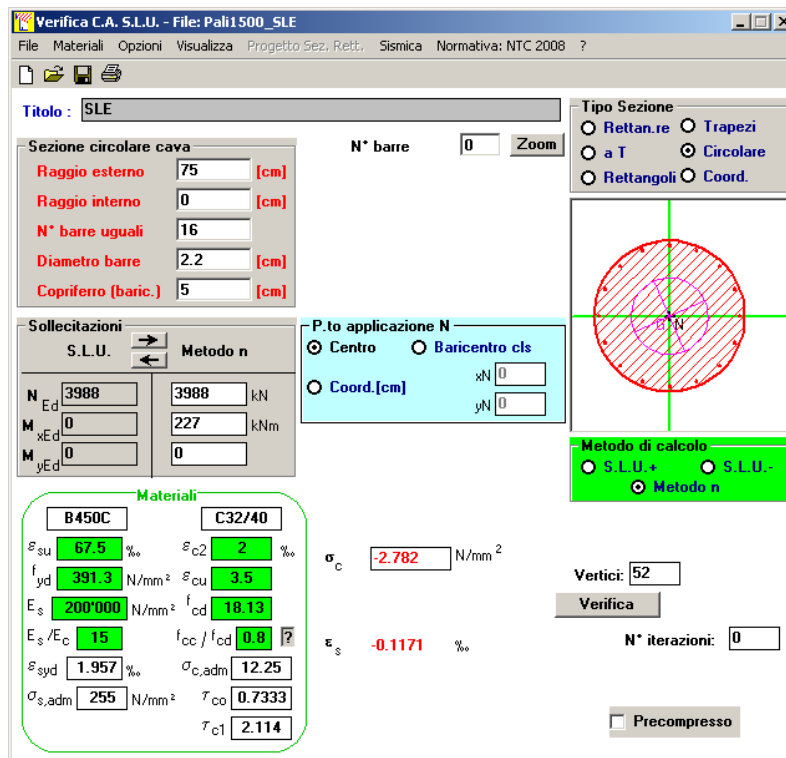 Verifica C.A. S.L.U. - File: Pali1500_SLE
File Materiali Opzioni Visualizza Progetto Sez. Rett. Sismica Normativa: NTC 2008 ?
Titolo : SLE
Tipo Sezione
Rettan.re Trapezi
a T Circolare
Rettangoli Coord.
Sezione circolare cava
N° barre 0 Zoom
Raggio esterno 75 [cm]
Raggio interno 0 [cm]
N° barre uguali 16
Diametro barre 2.2 [cm]
Copriferro (baric.) 5 [cm]
G N
Sollecitazioni
S.L.U. Metodo n
N Ed 3988 3988 kN
M xEd 0 227 kNm
M yEd 0 0
P.to applicazione N
Centro Baricentro cls
Coord.[cm] xN 0
yN 0
Metodo di calcolo
S.L.U.+ S.L.U.-
Metodo n
Materiali
B450C C32/40
εsu 67.5 ‰ εc2 2 ‰
fyd 391.3 N/mm² εcu 3.5
Es 200'000 N/mm² fcd 18.13
Es/Ec 15 fcc / fcd 0.8 ?
εsyd 1.957 ‰ σc,adm 12.25
σs,adm 255 N/mm² τco 0.7333
τc1 2.114
σc -2.782 N/mm²
εs -0.1171 ‰
Vertici: 52
Verifica
N° iterazioni: 0
Precompresso